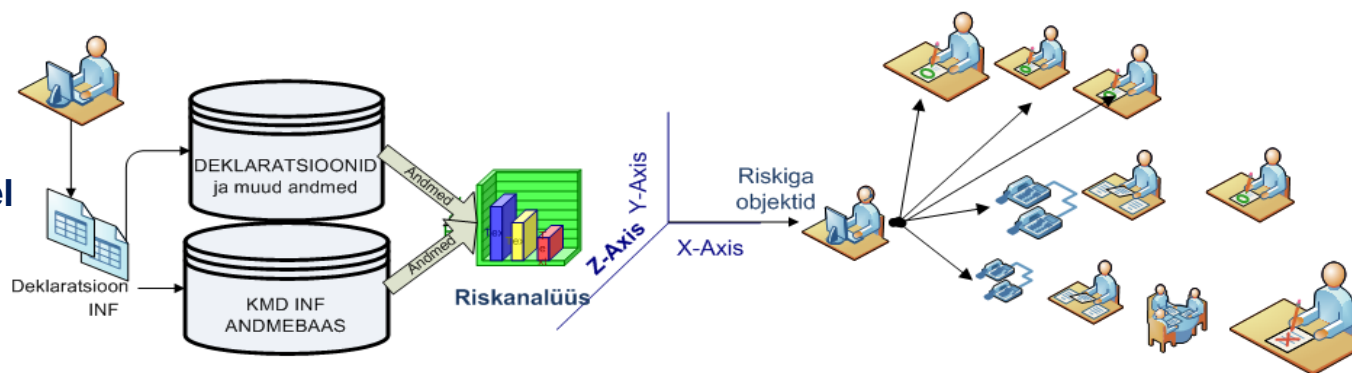 el
DEKLARATSIOONID
ja muud andmed
Deklaratsioon
INF
KMD INF
ANDMEBAAS
Andmed
Andmed
Riskanalüüs
Z-Axis
Y-Axis
X-Axis
Riskiga
objektid